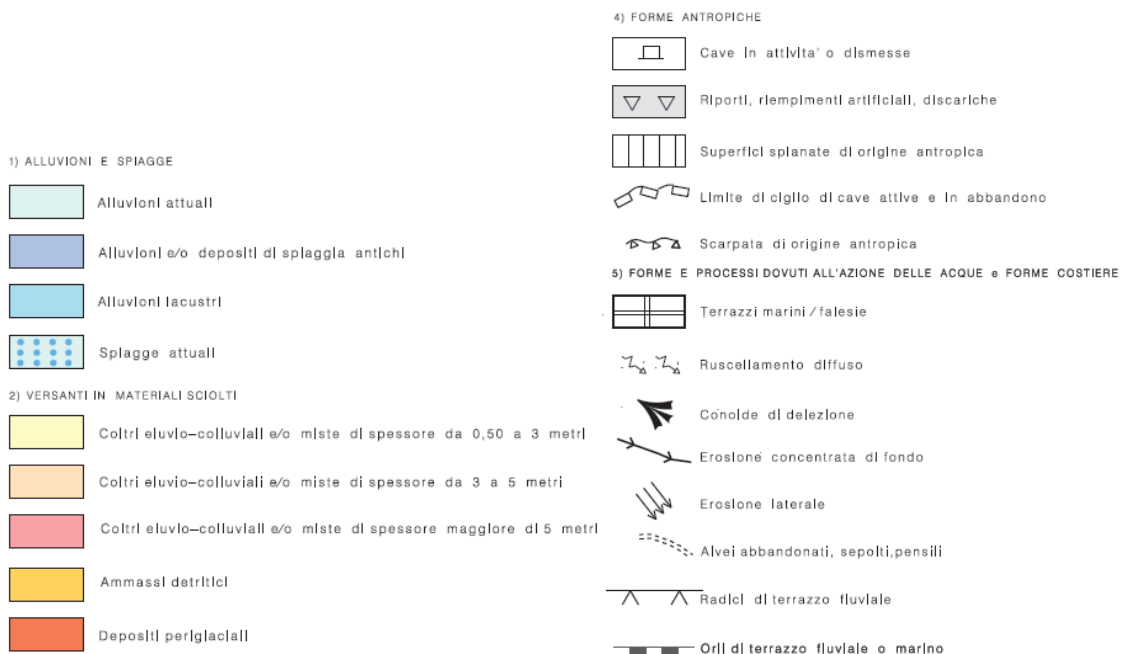 1) ALLUVIONI E SPIAGGE
Alluvioni attuali
Alluvioni e/o depositi di spiaggia antichi
Alluvioni lacustri
Spiagge attuali
2) VERSANTI IN MATERIALI SCIOLTI
Coltri eluvio–colluviali e/o miste di spessore da 0,50 a 3 metri
Coltri eluvio–colluviali e/o miste di spessore da 3 a 5 metri
Coltri eluvio–colluviali e/o miste di spessore maggiore di 5 metri
Ammassi detritici
Depositi periglaciali
4) FORME ANTROPICHE
Cave in attivita' o dismesse
Riporti, riempimenti artificiali, discariche
Superfici spianate di origine antropica
Limite di ciglio di cave attive e in abbandono
Scarpata di origine antropica
5) FORME E PROCESSI DOVUTI ALL'AZIONE DELLE ACQUE e FORME COSTIERE
Terrazzi marini / falesie
Ruscellamento diffuso
Conoide di deiezione
Erosione concentrata di fondo
Erosione laterale
Alvei abbandonati, sepolti,pensili
Radici di terrazzo fluviale
Orli di terrazzo fluviale o marino